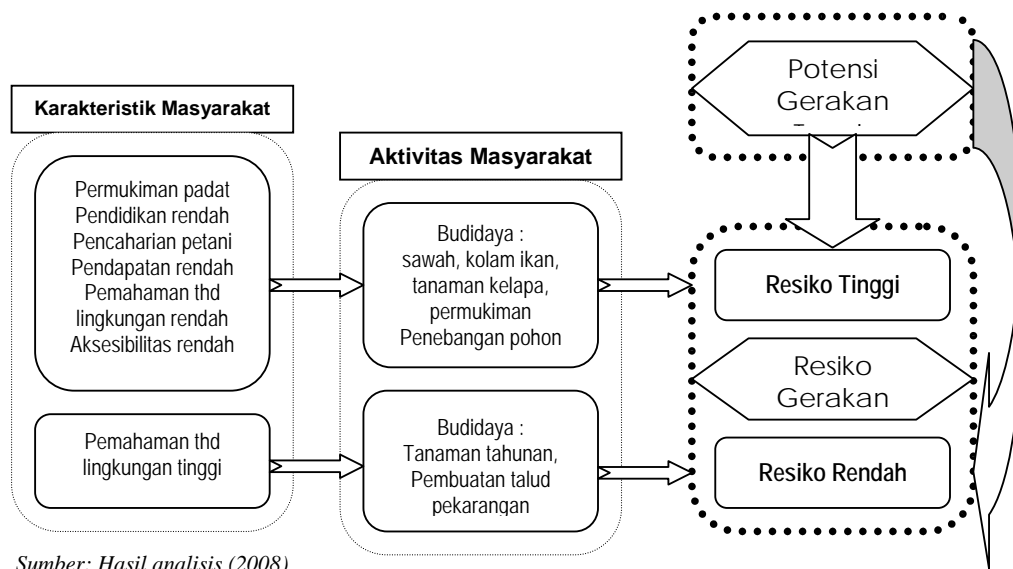 Karakteristik Masyarakat
Permukiman padat
Pendidikan rendah
Pencaharian petani
Pendapatan rendah
Pemahaman thd
lingkungan rendah
Aksesibilitas rendah
Pemahaman thd
lingkungan tinggi
Aktivitas Masyarakat
Budidaya :
sawah, kolam ikan,
tanaman kelapa,
permukiman
Penebangan pohon
Budidaya :
Tanaman tahunan,
Pembuatan talud
pekarangan
Potensi
Gerakan
Resiko Tinggi
Resiko
Gerakan
Resiko Rendah
Sumber: Hasil analisis (2008)